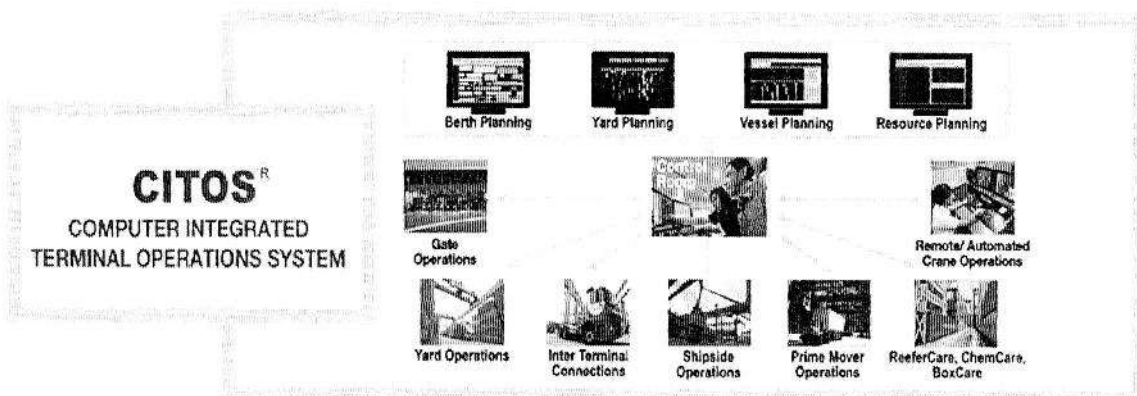 CITOS®
COMPUTER INTEGRATED
TERMINAL OPERATIONS SYSTEM
Berth Planning
Yard Planning
Vessel Planning
Resource Planning
Control
Room
Gate
Operations
Remote/ Automated
Crane Operations
Yard Operations
Inter Terminal
Connections
Shipside
Operations
Prime Mover
Operations
ReeferCare, ChemCare,
BoxCare